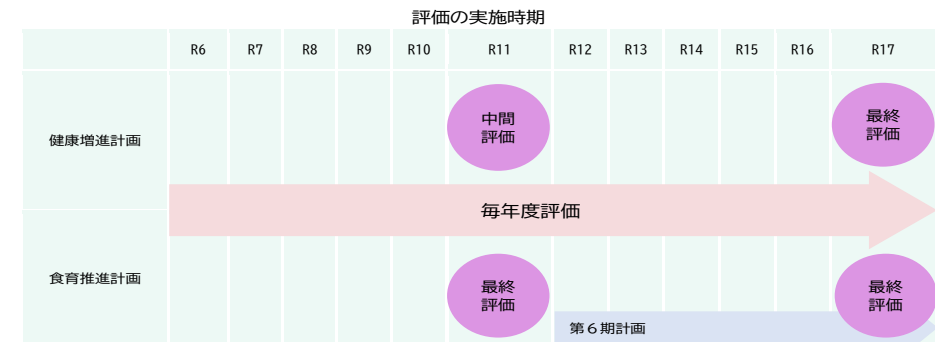 評価の実施時期
R6 R7 R8 R9 R10 R11 R12 R13 R14 R15 R16 R17
健康増進計画
中間
評価
最終
評価
毎年度評価
食育推進計画
最終
評価
最終
評価
第６期計画